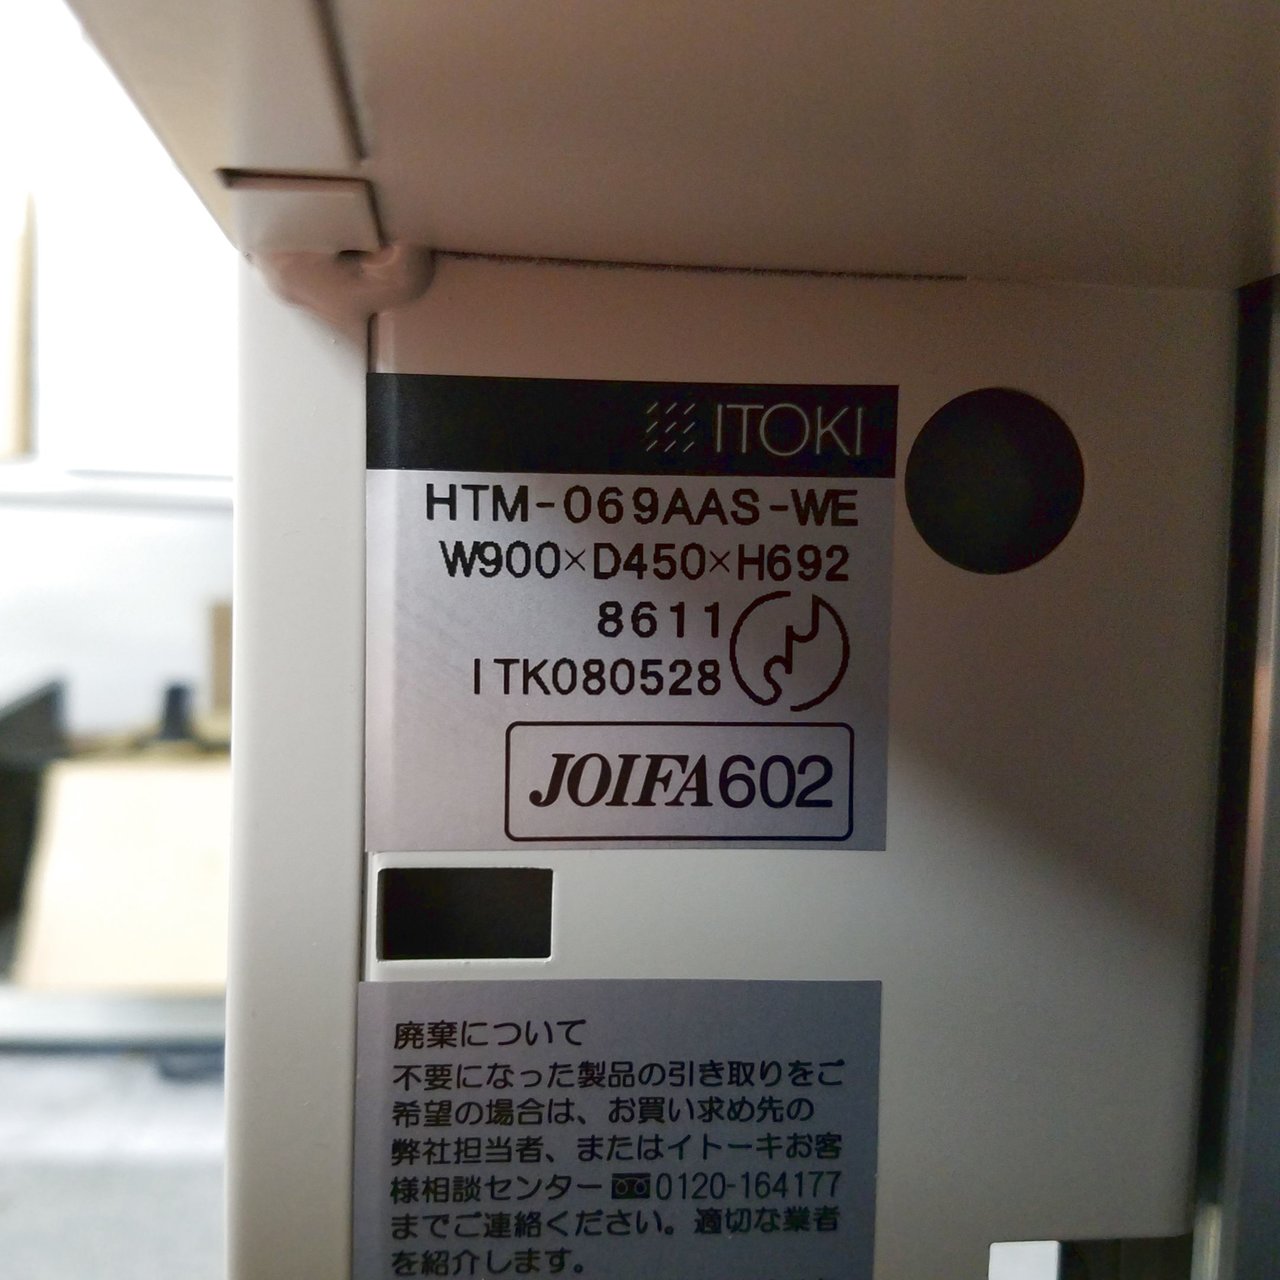 ITOKI
HTM-069AAS-WE
W900×D450×H692
8611
ITK080528
JOIFA602
廃棄について
不要になった製品の引き取りをご
希望の場合は、お買い求め先の
弊社担当者、またはイトーキお客
様相談センター0120-164177
までご連絡ください。適切な業者
を紹介します。